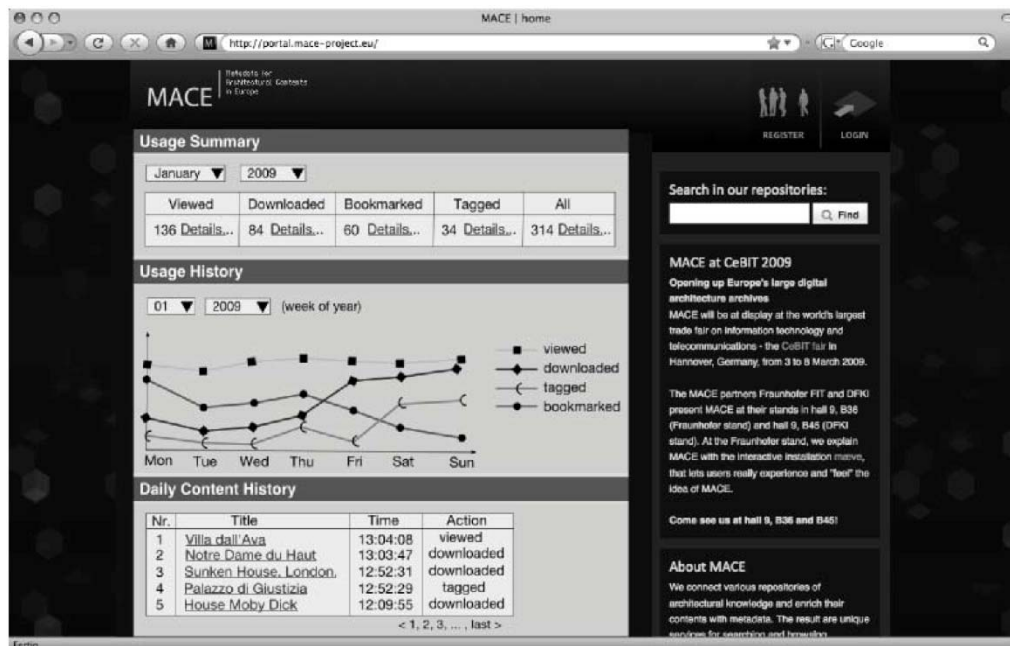 MACE | home
http://portal.mace-project.eu/
Google
MACE
Metadata for
Architectural Contents
in Europe
REGISTER
LOGIN
Usage Summary
January ▼ 2009 ▼
Viewed Downloaded Bookmarked Tagged All
136 Details... 84 Details... 60 Details... 34 Details... 314 Details...
Usage History
01 ▼ 2009 ▼ (week of year)
viewed
downloaded
tagged
bookmarked
Mon Tue Wed Thu Fri Sat Sun
Daily Content History
Nr. Title Time Action
1 Villa dall'Ava 13:04:08 viewed
2 Notre Dame du Haut 13:03:47 downloaded
3 Sunken House, London, 12:52:31 downloaded
4 Palazzo di Giustizia 12:52:29 tagged
5 House Moby Dick 12:09:55 downloaded
< 1, 2, 3, ... , last >
Search in our repositories:
Find
MACE at CeBIT 2009
Opening up Europe's large digital
architecture archives
MACE will be at display at the world's largest
trade fair on information technology and
telecommunications - the CeBIT fair in
Hannover, Germany, from 3 to 8 March 2009.
The MACE partners Fraunhofer FIT and DFKI
present MACE at their stands in hall 9, B36
(Fraunhofer stand) and hall 9, B45 (DFKI
stand). At the Fraunhofer stand, we explain
MACE with the interactive installation mæve,
that lets users really experience and "feel" the
idea of MACE.
Come see us at hall 9, B36 and B45!
About MACE
We connect various repositories of
architectural knowledge and enrich their
contents with metadata. The result are unique
services for searching and browsing